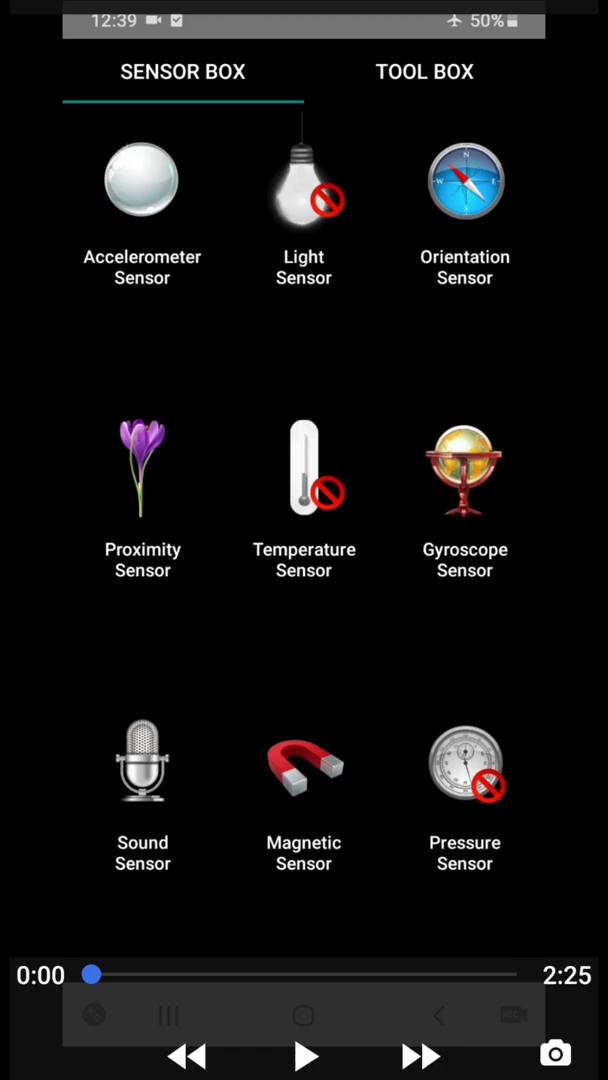 12:39
50%
SENSOR BOX
TOOL BOX
Accelerometer
Sensor
Light
Sensor
Orientation
Sensor
N
W
E
Proximity
Sensor
Temperature
Sensor
Gyroscope
Sensor
Sound
Sensor
Magnetic
Sensor
Pressure
Sensor
0:00
2:25